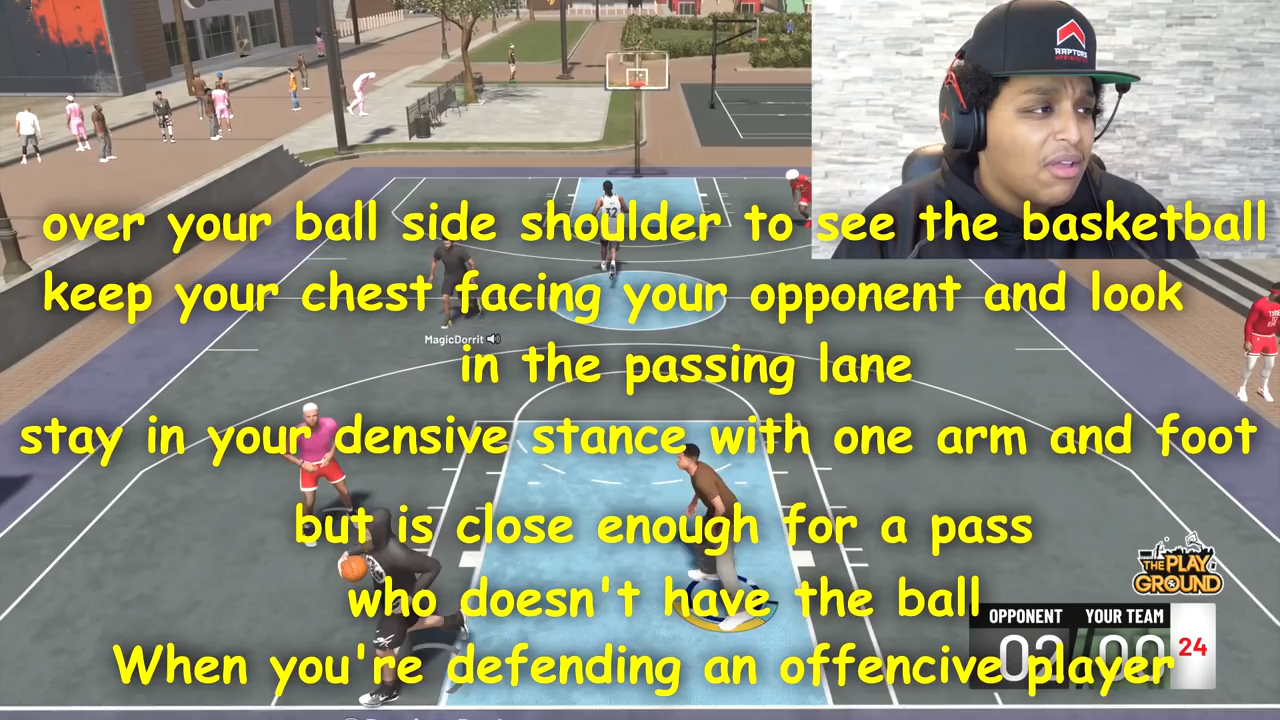 RAPTORS
over your ball side shoulder to see the basketball
keep your chest facing your opponent and look
MagicDorrit
in the passing lane
stay in your densive stance with one arm and foot
but is close enough for a pass
THE PLAY
GROUND
who doesn't have the ball
OPPONENT YOUR TEAM
24
When you're defending an offencive player